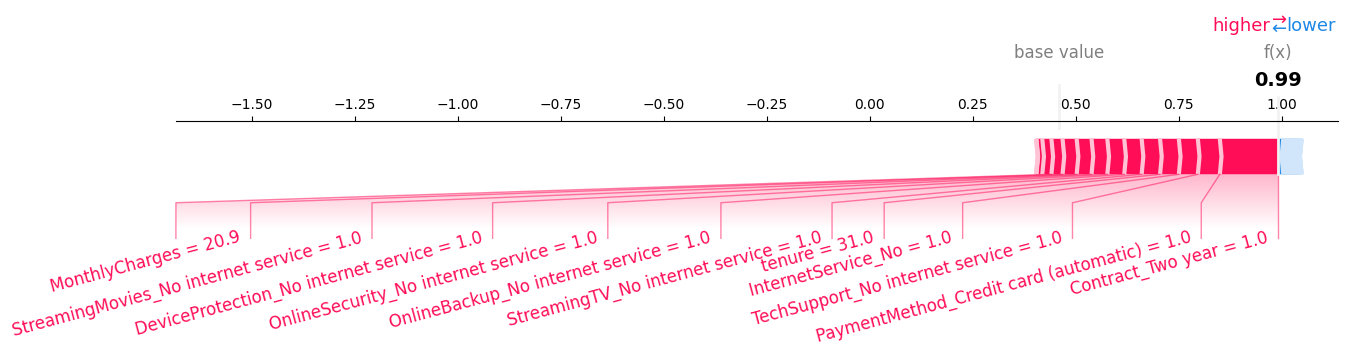 higher ⇄ lower
base value f(x)
0.99
−1.50 −1.25 −1.00 −0.75 −0.50 −0.25 0.00 0.25 0.50 0.75 1.00
MonthlyCharges = 20.9
StreamingMovies_No internet service = 1.0
DeviceProtection_No internet service = 1.0
OnlineSecurity_No internet service = 1.0
OnlineBackup_No internet service = 1.0
StreamingTV_No internet service = 1.0
tenure = 31.0
InternetService_No = 1.0
TechSupport_No internet service = 1.0
PaymentMethod_Credit card (automatic) = 1.0
Contract_Two year = 1.0